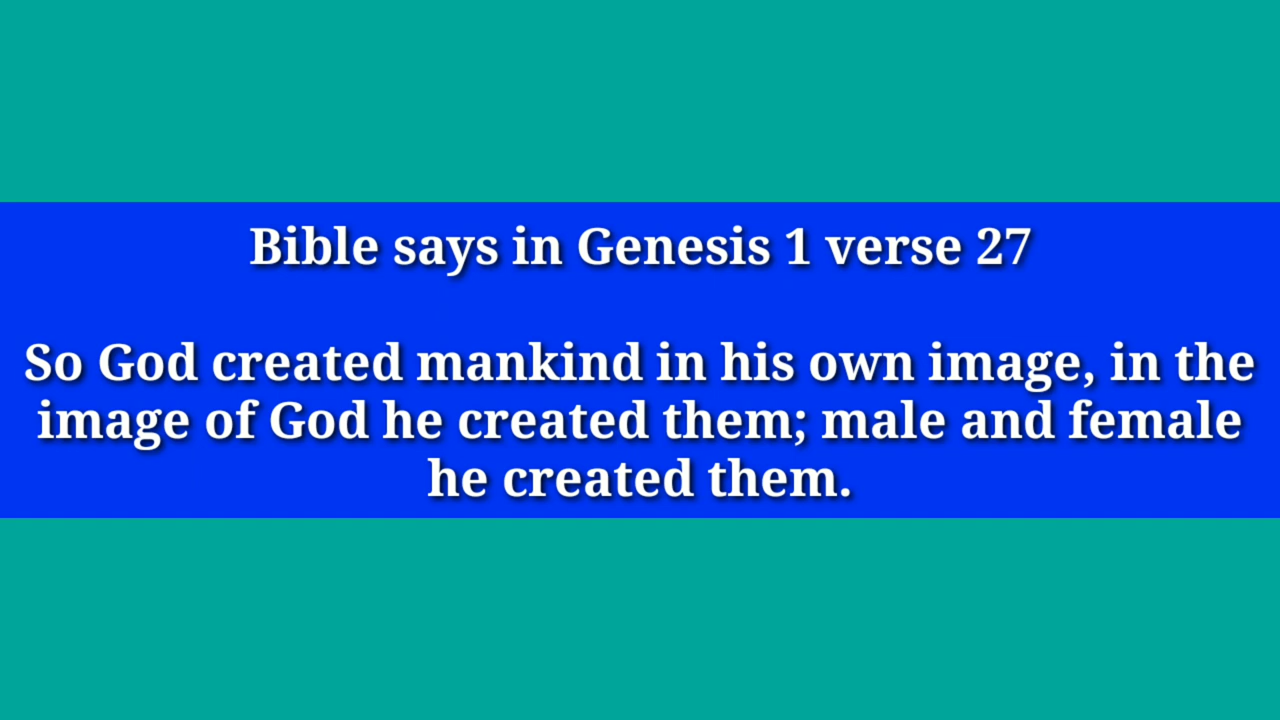 Bible says in Genesis 1 verse 27
So God created mankind in his own image, in the
image of God he created them; male and female
he created them.